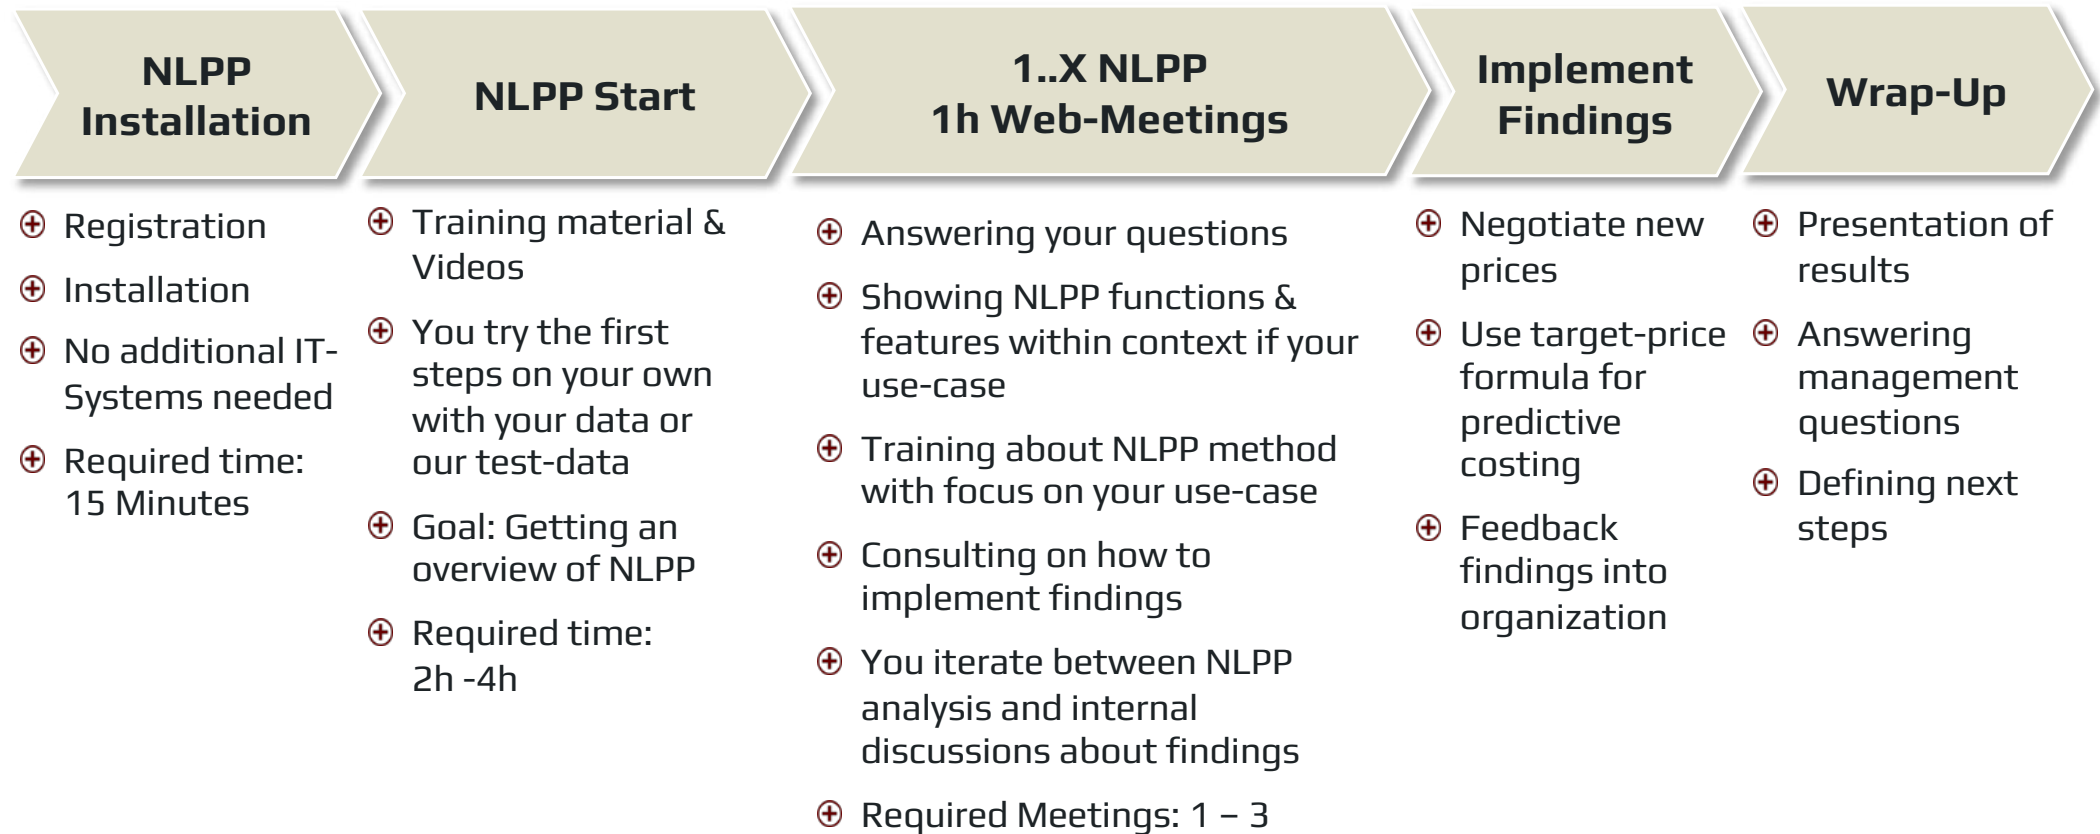 NLPP
Installation
Registration
Installation
No additional IT-
Systems needed
Required time:
15 Minutes
NLPP Start
Training material &
Videos
You try the first
steps on your own
with your data or
our test-data
Goal: Getting an
overview of NLPP
Required time:
2h -4h
1..X NLPP
1h Web-Meetings
Answering your questions
Showing NLPP functions &
features within context if your
use-case
Training about NLPP method
with focus on your use-case
Consulting on how to
implement findings
You iterate between NLPP
analysis and internal
discussions about findings
Required Meetings: 1 – 3
Implement
Findings
Negotiate new
prices
Use target-price
formula for
predictive
costing
Feedback
findings into
organization
Wrap-Up
Presentation of
results
Answering
management
questions
Defining next
steps